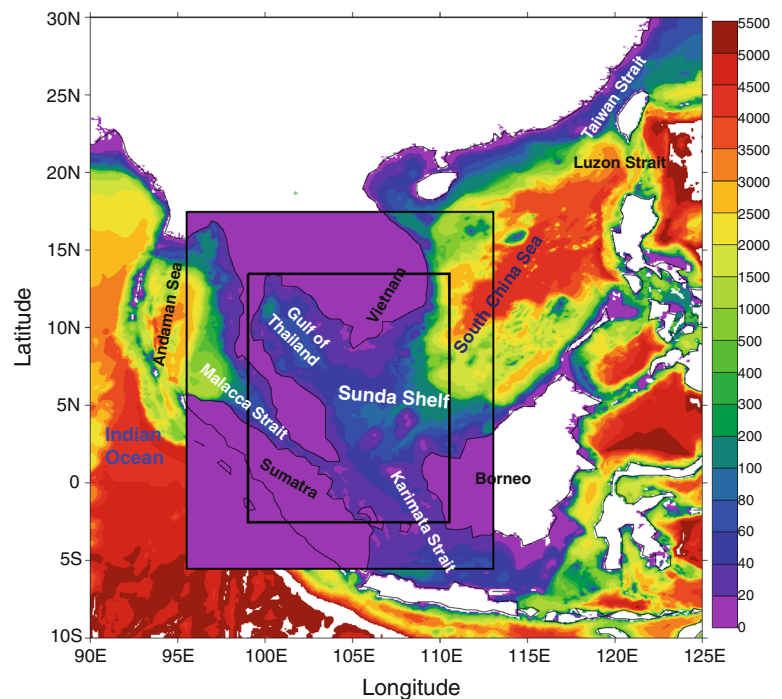 30N
25N
20N
15N
10N
5N
0
5S
10S
Latitude
90E
95E
100E
105E
110E
115E
120E
125E
Longitude
Taiwan Strait
Luzon Strait
South China Sea
Vietnam
Andaman Sea
Gulf of
Thailand
Malacca Strait
Sunda Shelf
Indian
Ocean
Sumatra
Karimata Strait
Borneo
5500
5000
4500
4000
3500
3000
2500
2000
1500
1000
500
300
200
100
80
60
40
20
0